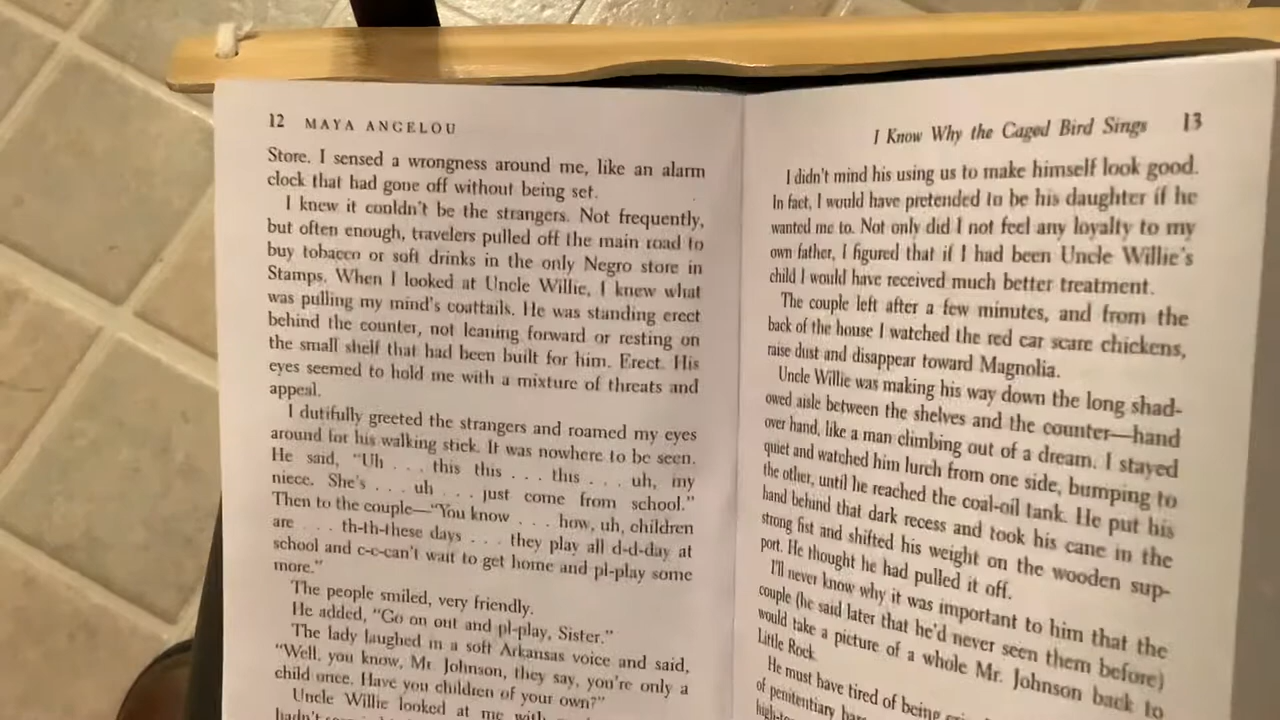 12 MAYA ANGELOU
Store. I sensed a wrongness around me, like an alarm
clock that had gone off without being set.
I knew it couldn't be the strangers. Not frequently,
but often enough, travelers pulled off the main road to
buy tobacco or soft drinks in the only Negro store in
Stamps. When I looked at Uncle Willie, I knew what
was pulling my mind's coattails. He was standing erect
behind the counter, not leaning forward or resting on
the small shelf that had been built for him. Erect. His
eyes seemed to hold me with a mixture of threats and
appeal.
I dutifully greeted the strangers and roamed my eyes
around for his walking stick. It was nowhere to be seen.
He said, "Uh . . . this this . . . this . . . uh, my
niece. She's . . . uh . . . just come from school."
Then to the couple—"You know . . . how, uh, children
are . . . th-th-these days . . . they play all d-d-day at
school and c-c-can't wait to get home and pl-play some
more."
The people smiled, very friendly.
He added, "Go on out and pl-play, Sister."
The lady laughed in a soft Arkansas voice and said,
"Well, you know, Mr. Johnson, they say, you're only a
child once. Have you children of your own?"
Uncle Willie looked at me with
hadn't
I Know Why the Caged Bird Sings 13
I didn't mind his using us to make himself look good.
In fact, I would have pretended to be his daughter if he
wanted me to. Not only did I not feel any loyalty to my
own father, I figured that if I had been Uncle Willie's
child I would have received much better treatment.
The couple left after a few minutes, and from the
back of the house I watched the red car scare chickens,
raise dust and disappear toward Magnolia.
Uncle Willie was making his way down the long shad-
owed aisle between the shelves and the counter—hand
over hand, like a man climbing out of a dream. I stayed
quiet and watched him lurch from one side, bumping to
the other, until he reached the coal-oil tank. He put his
hand behind that dark recess and took his cane in the
strong fist and shifted his weight on the wooden sup-
port. He thought he had pulled it off.
I'll never know why it was important to him that the
couple (he said later that he'd never seen them before)
would take a picture of a whole Mr. Johnson back to
Little Rock.
He must have tired of being
of penitentiary